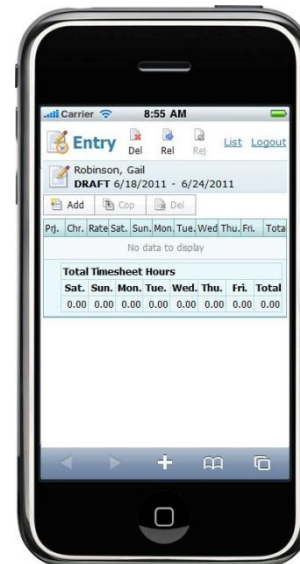 Carrier 8:55 AM
Entry Del Rel Rej List Logout
Robinson, Gail
DRAFT 6/18/2011 - 6/24/2011
Add Cop Del
Prj. Chr. Rate Sat. Sun. Mon. Tue. Wed Thu. Fri. Tota
No data to display
Total Timesheet Hours
Sat. Sun. Mon. Tue. Wed. Thu. Fri. Total
0.00 0.00 0.00 0.00 0.00 0.00 0.00 0.00